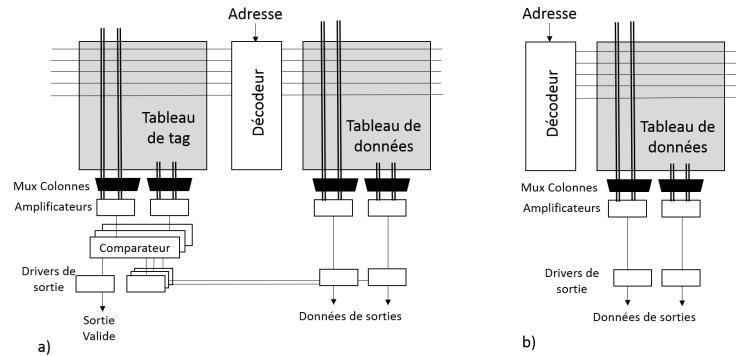 Adresse
Décodeur
Tableau
de tag
Tableau de
données
Mux Colonnes
Amplificateurs
Comparateur
Drivers de
sortie
Sortie
Valide
Données de sorties
a)
Adresse
Décodeur
Tableau de
données
Mux Colonnes
Amplificateurs
Drivers de
sortie
Données de sorties
b)